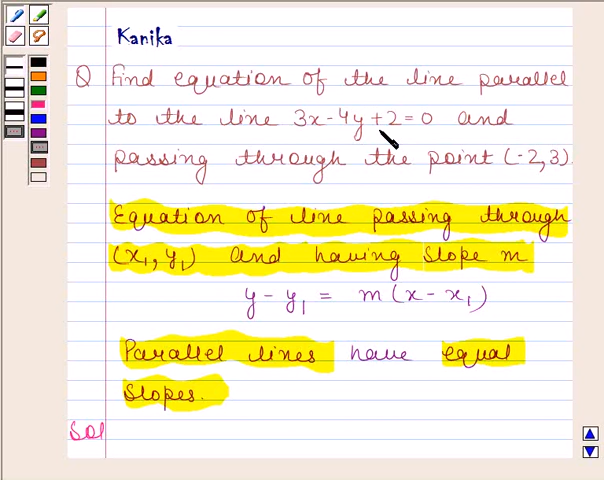 Kanika
Q Find equation of the line parallel
to the line 3x-4y+2=0 and
passing through the point (-2,3).
Equation of line passing through
(x₁, y₁) and having slope m
y - y₁ = m(x - x₁)
Parallel lines have equal
slopes.
Sol